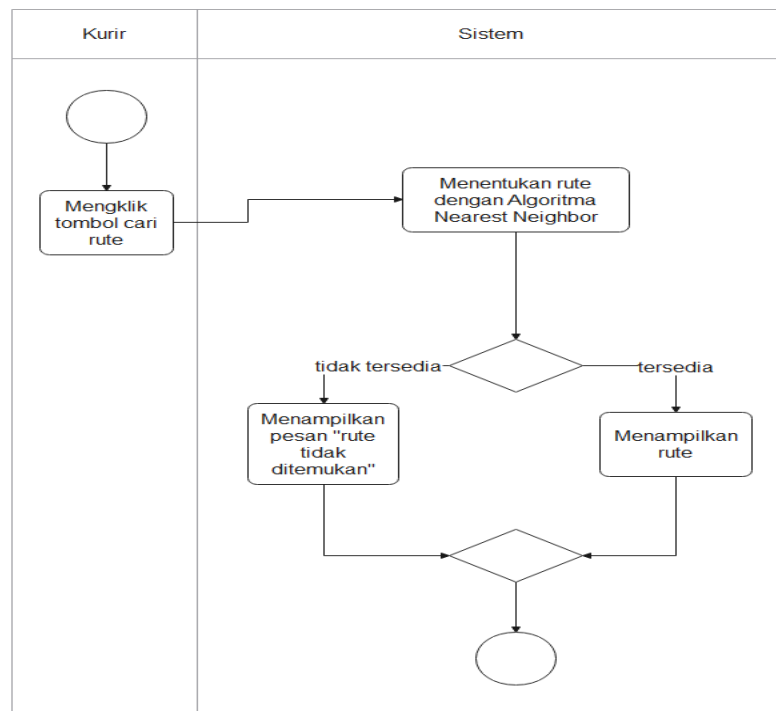 Kurir
Sistem
Mengklik
tombol cari
rute
Menentukan rute
dengan Algoritma
Nearest Neighbor
tidak tersedia
tersedia
Menampilkan
pesan "rute
tidak
ditemukan"
Menampilkan
rute